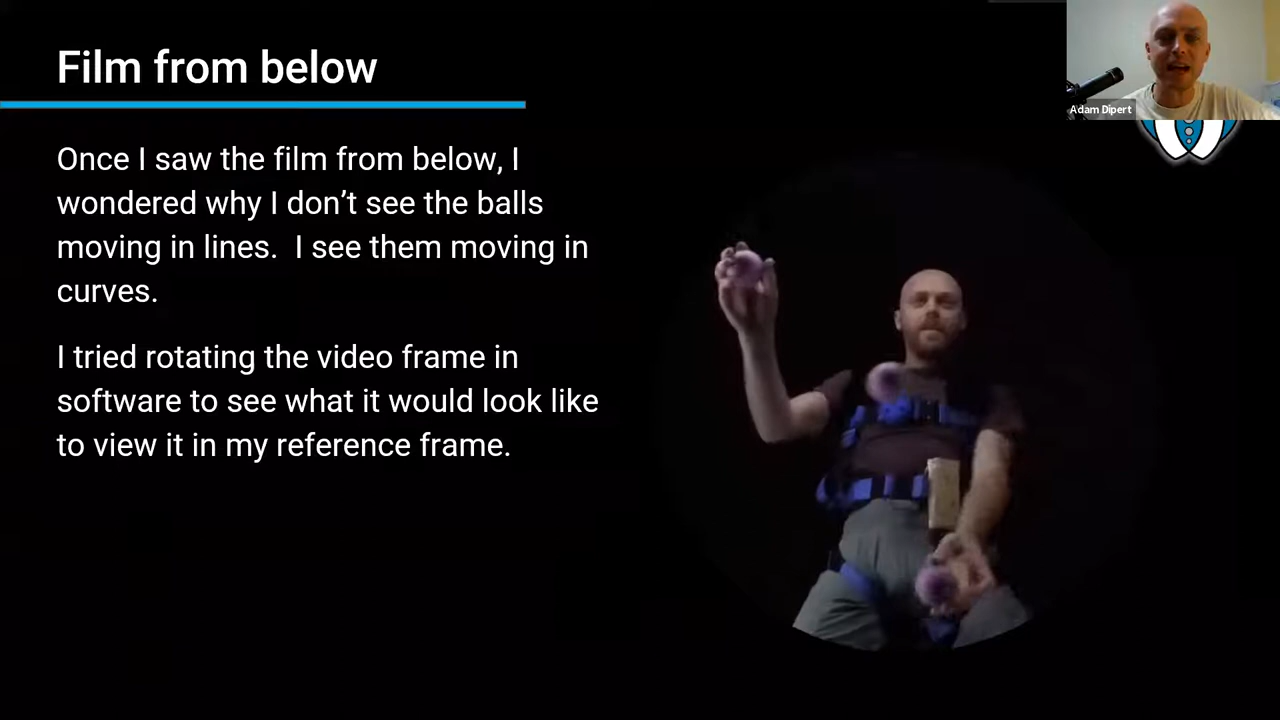 Film from below
Adam Dipert
Once I saw the film from below, I
wondered why I don’t see the balls
moving in lines.  I see them moving in
curves.
I tried rotating the video frame in
software to see what it would look like
to view it in my reference frame.